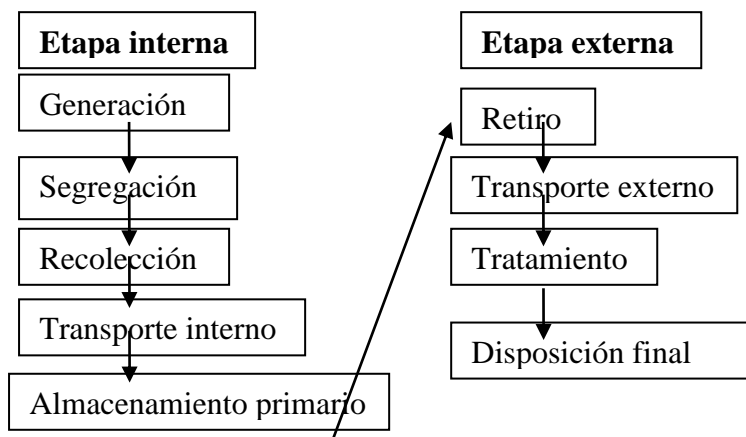 Etapa interna
Generación
Segregación
Recolección
Transporte interno
Almacenamiento primario
Etapa externa
Retiro
Transporte externo
Tratamiento
Disposición final